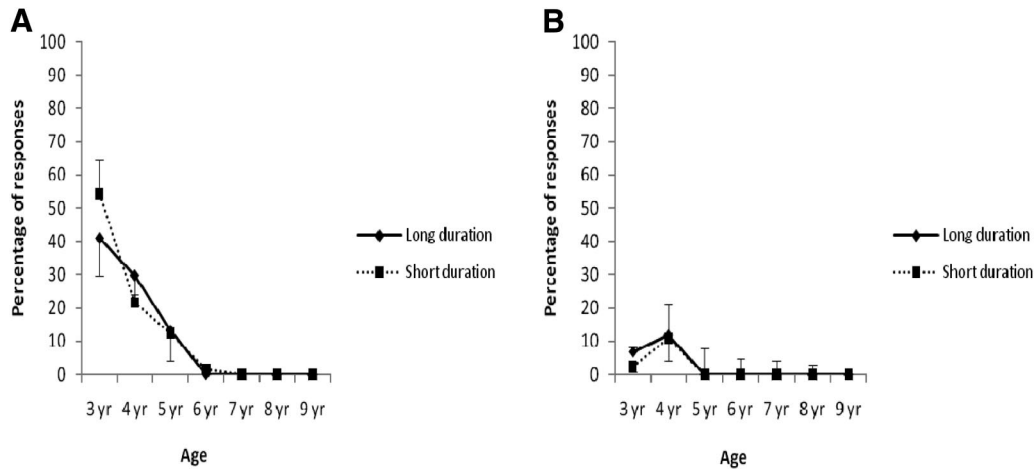 A
100
90
80
70
60
50
40
30
20
10
0
Percentage of responses
3 yr 4 yr 5 yr 6 yr 7 yr 8 yr 9 yr
Age
Long duration
Short duration
B
100
90
80
70
60
50
40
30
20
10
0
Percentage of responses
3 yr 4 yr 5 yr 6 yr 7 yr 8 yr 9 yr
Age
Long duration
Short duration